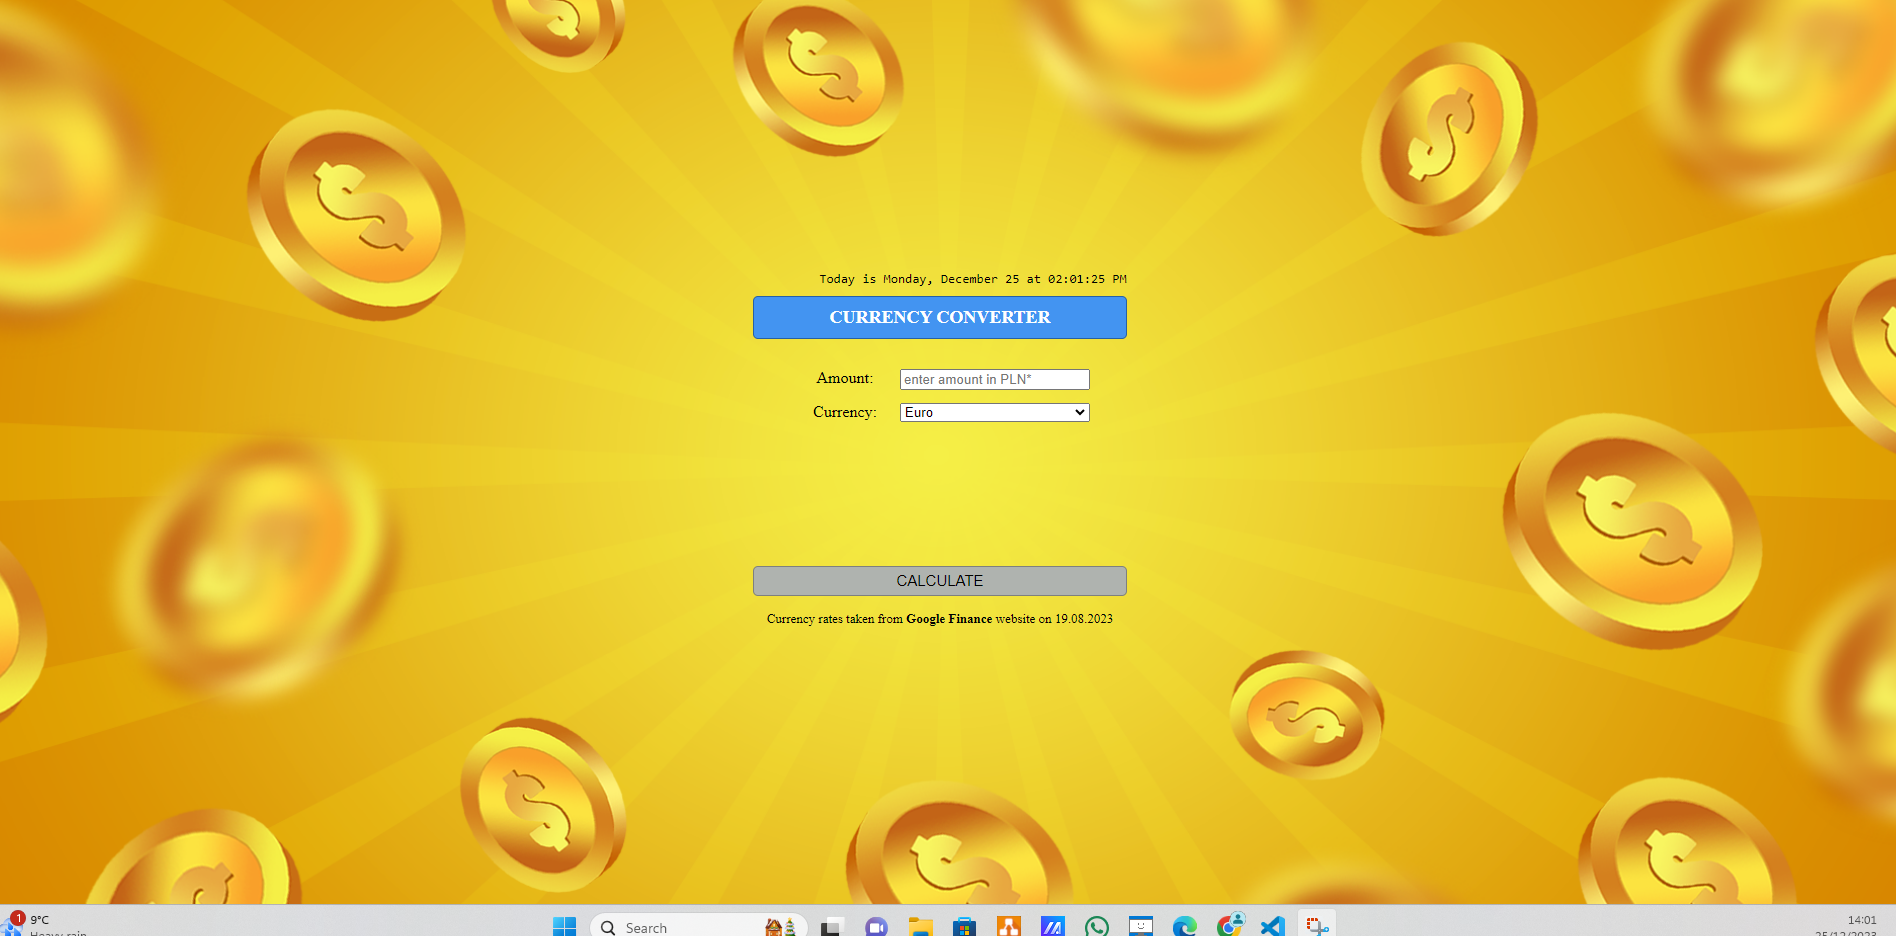 Today is Monday, December 25 at 02:01:25 PM
CURRENCY CONVERTER
Amount: enter amount in PLN*
Currency: Euro
CALCULATE
Currency rates taken from Google Finance website on 19.08.2023
1
9°C
Heavy rain
Search
14:01
25/12/2023